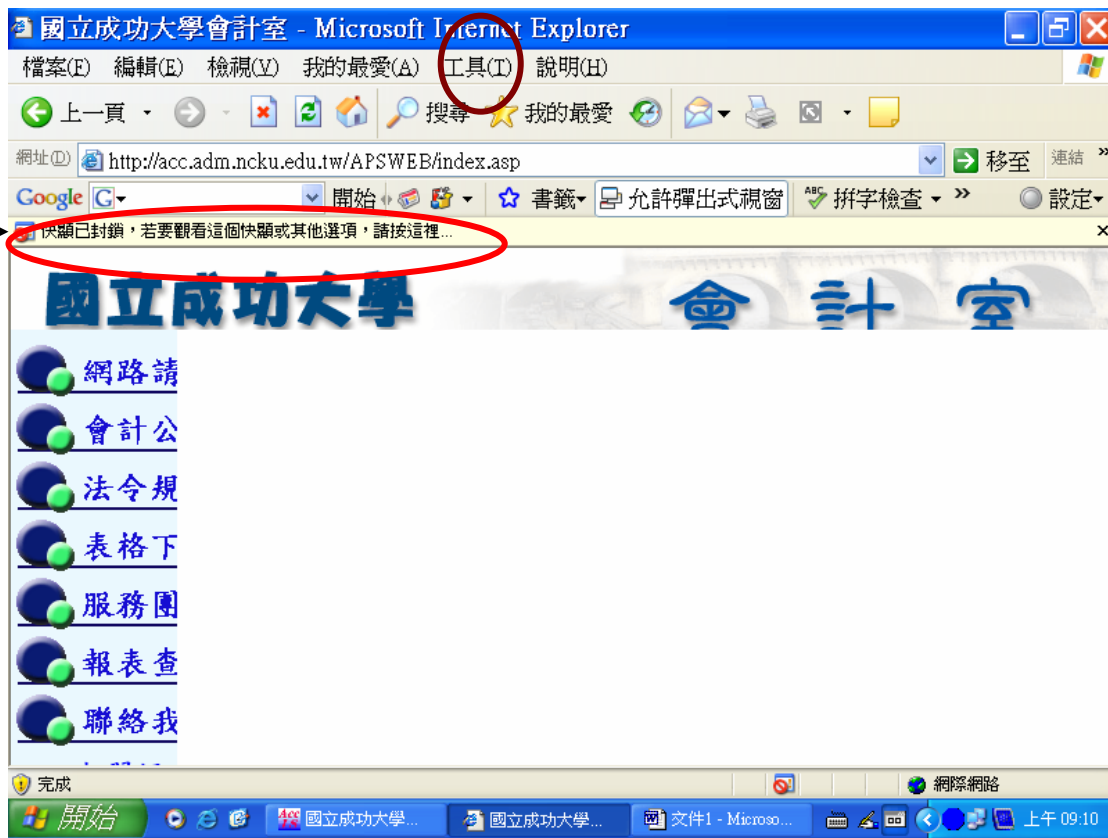 國立成功大學會計室 - Microsoft Internet Explorer
檔案(F) 編輯(E) 檢視(V) 我的最愛(A) 工具(T) 說明(H)
上一頁 搜尋 我的最愛
網址(D) http://acc.adm.ncku.edu.tw/APSWEB/index.asp 移至 連結 »
Google G 開始 書籤 允許彈出式視窗 ABC 拼字檢查 » 設定
快顯已封鎖，若要觀看這個快顯或其他選項，請按這裡...
國立成功大學 會計室
網路請
會計公
法令規
表格下
服務團
報表查
聯絡我
完成 網際網路
開始 Acc 國立成功大學... 國立成功大學... 文件1 - Microso... 上午 09:10